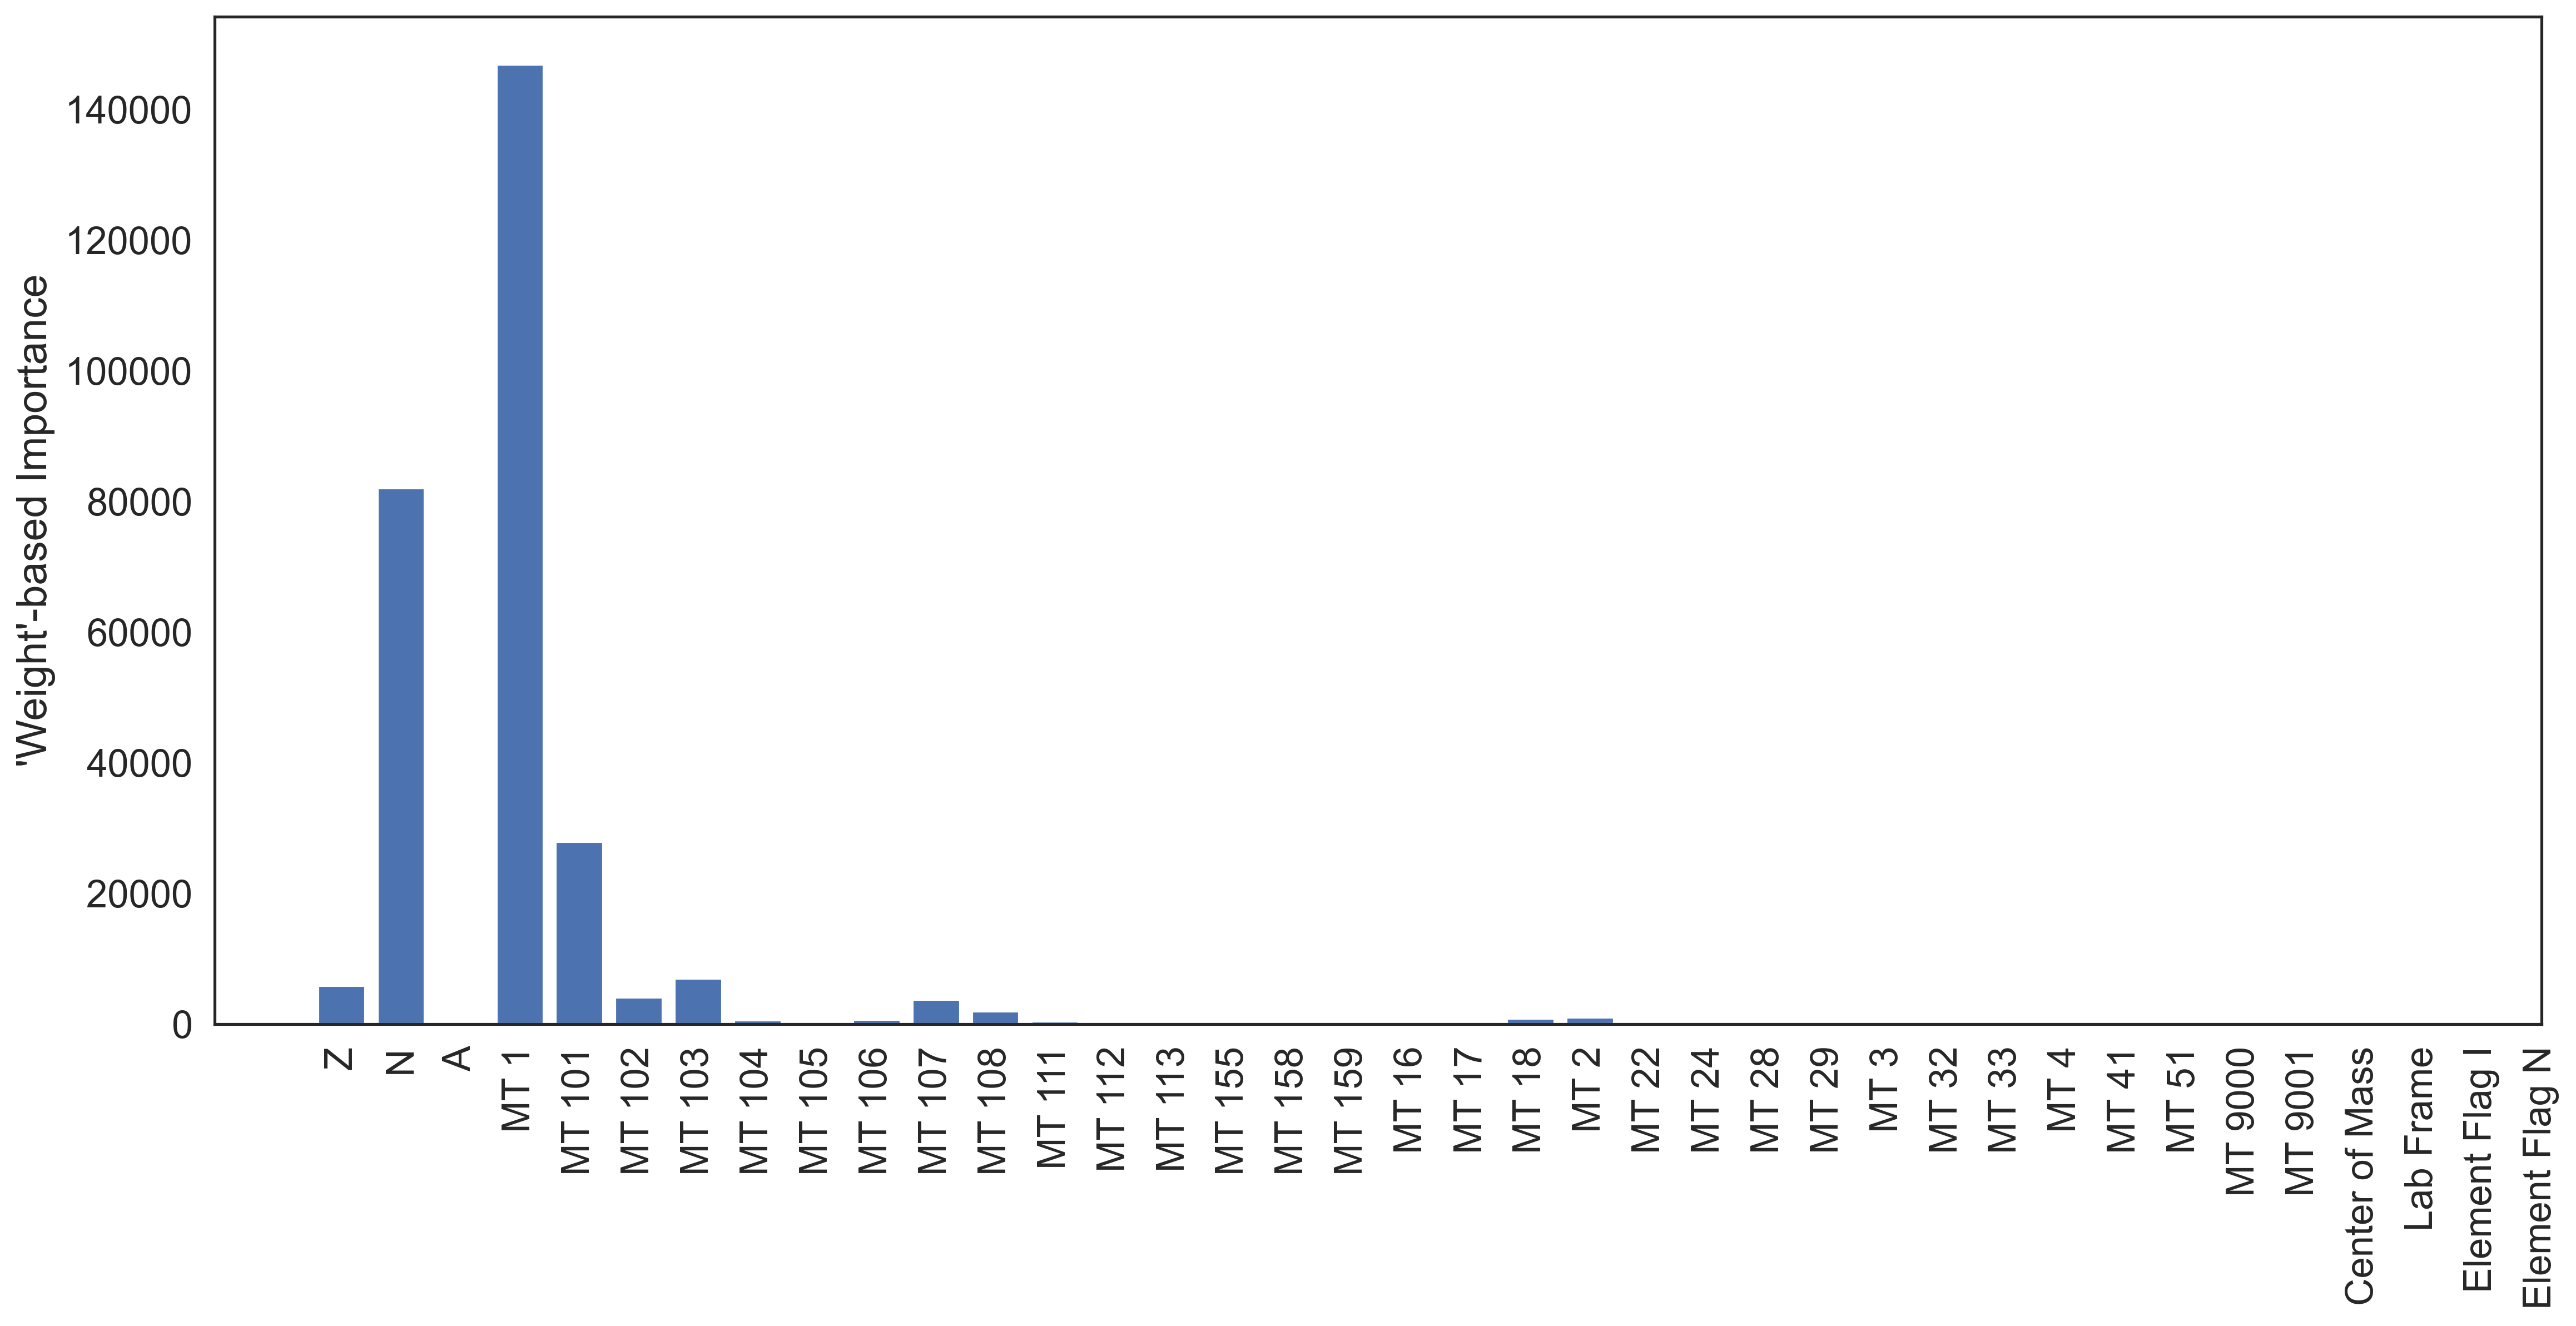 'Weight'-based Importance
140000
120000
100000
80000
60000
40000
20000
0
Z
N
A
MT 1
MT 101
MT 102
MT 103
MT 104
MT 105
MT 106
MT 107
MT 108
MT 111
MT 112
MT 113
MT 155
MT 158
MT 159
MT 16
MT 17
MT 18
MT 2
MT 22
MT 24
MT 28
MT 29
MT 3
MT 32
MT 33
MT 4
MT 41
MT 51
MT 9000
MT 9001
Center of Mass
Lab Frame
Element Flag I
Element Flag N